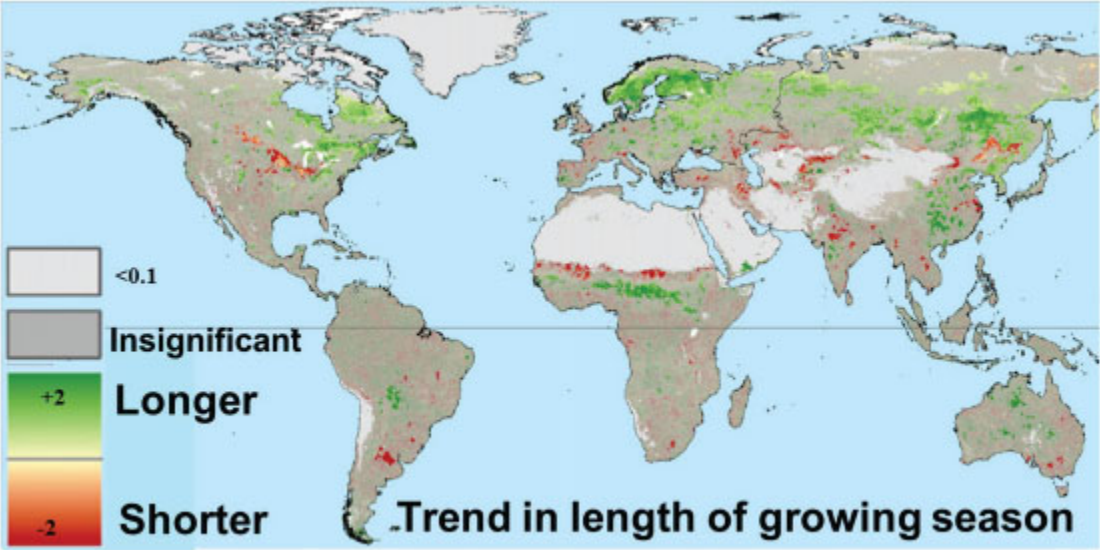 <0.1
Insignificant
+2
Longer
-2
Shorter
Trend in length of growing season